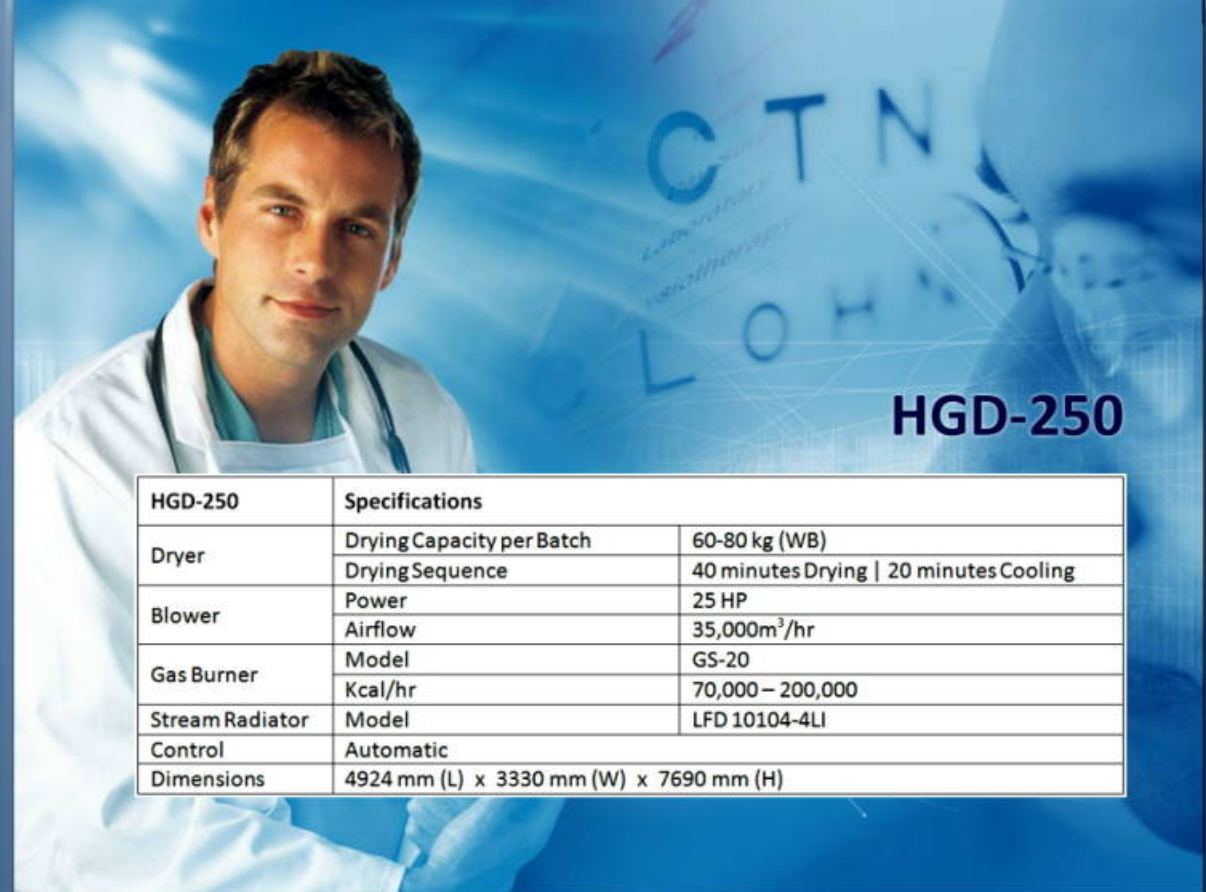 C T N
Laboratory
L O H N
HGD-250
HGD-250 Specifications
Dryer Drying Capacity per Batch 60-80 kg (WB)
Drying Sequence 40 minutes Drying | 20 minutes Cooling
Blower Power 25 HP
Airflow 35,000m³/hr
Gas Burner Model GS-20
Kcal/hr 70,000 – 200,000
Stream Radiator Model LFD 10104-4LI
Control Automatic
Dimensions 4924 mm (L) x 3330 mm (W) x 7690 mm (H)